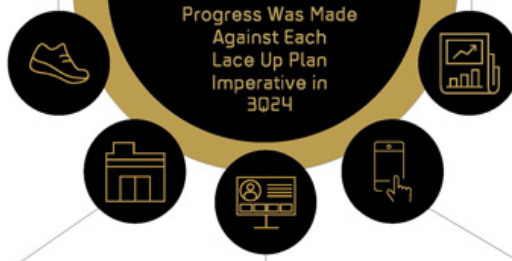 Progress Was Made
Against Each
Lace Up Plan
Imperative in
3Q24